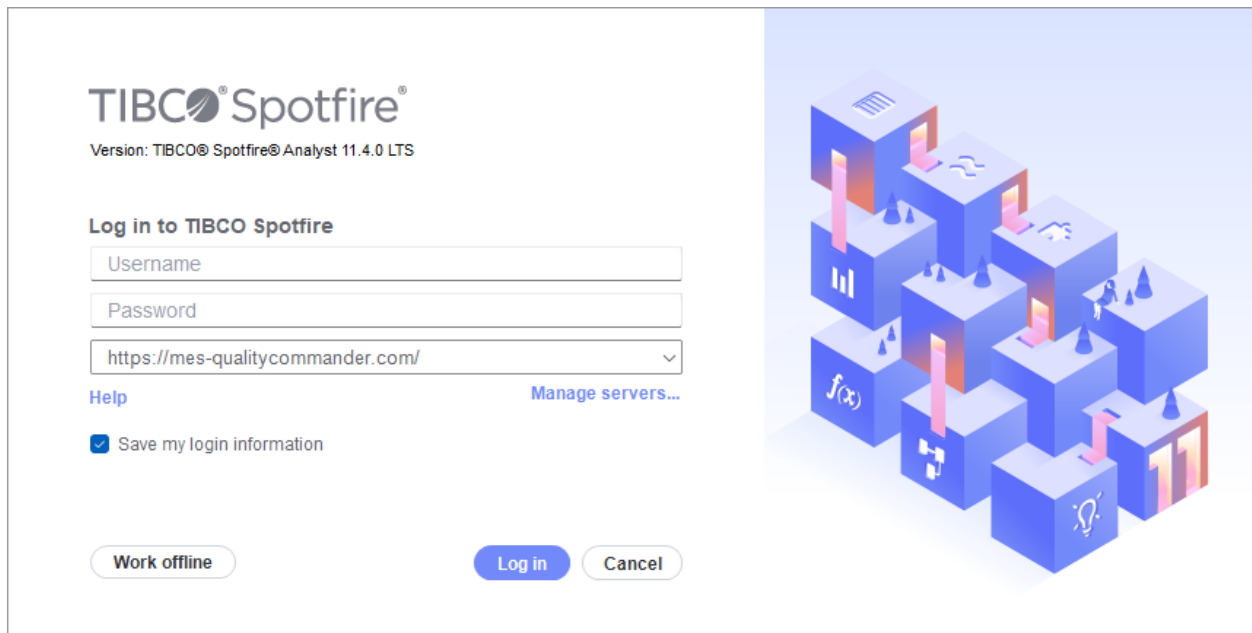 TIBCO® Spotfire®
Version: TIBCO® Spotfire® Analyst 11.4.0 LTS
Log in to TIBCO Spotfire
Username
Password
https://mes-qualitycommander.com/
Help
Manage servers...
Save my login information
Work offline
Log in
Cancel
f(x)
11